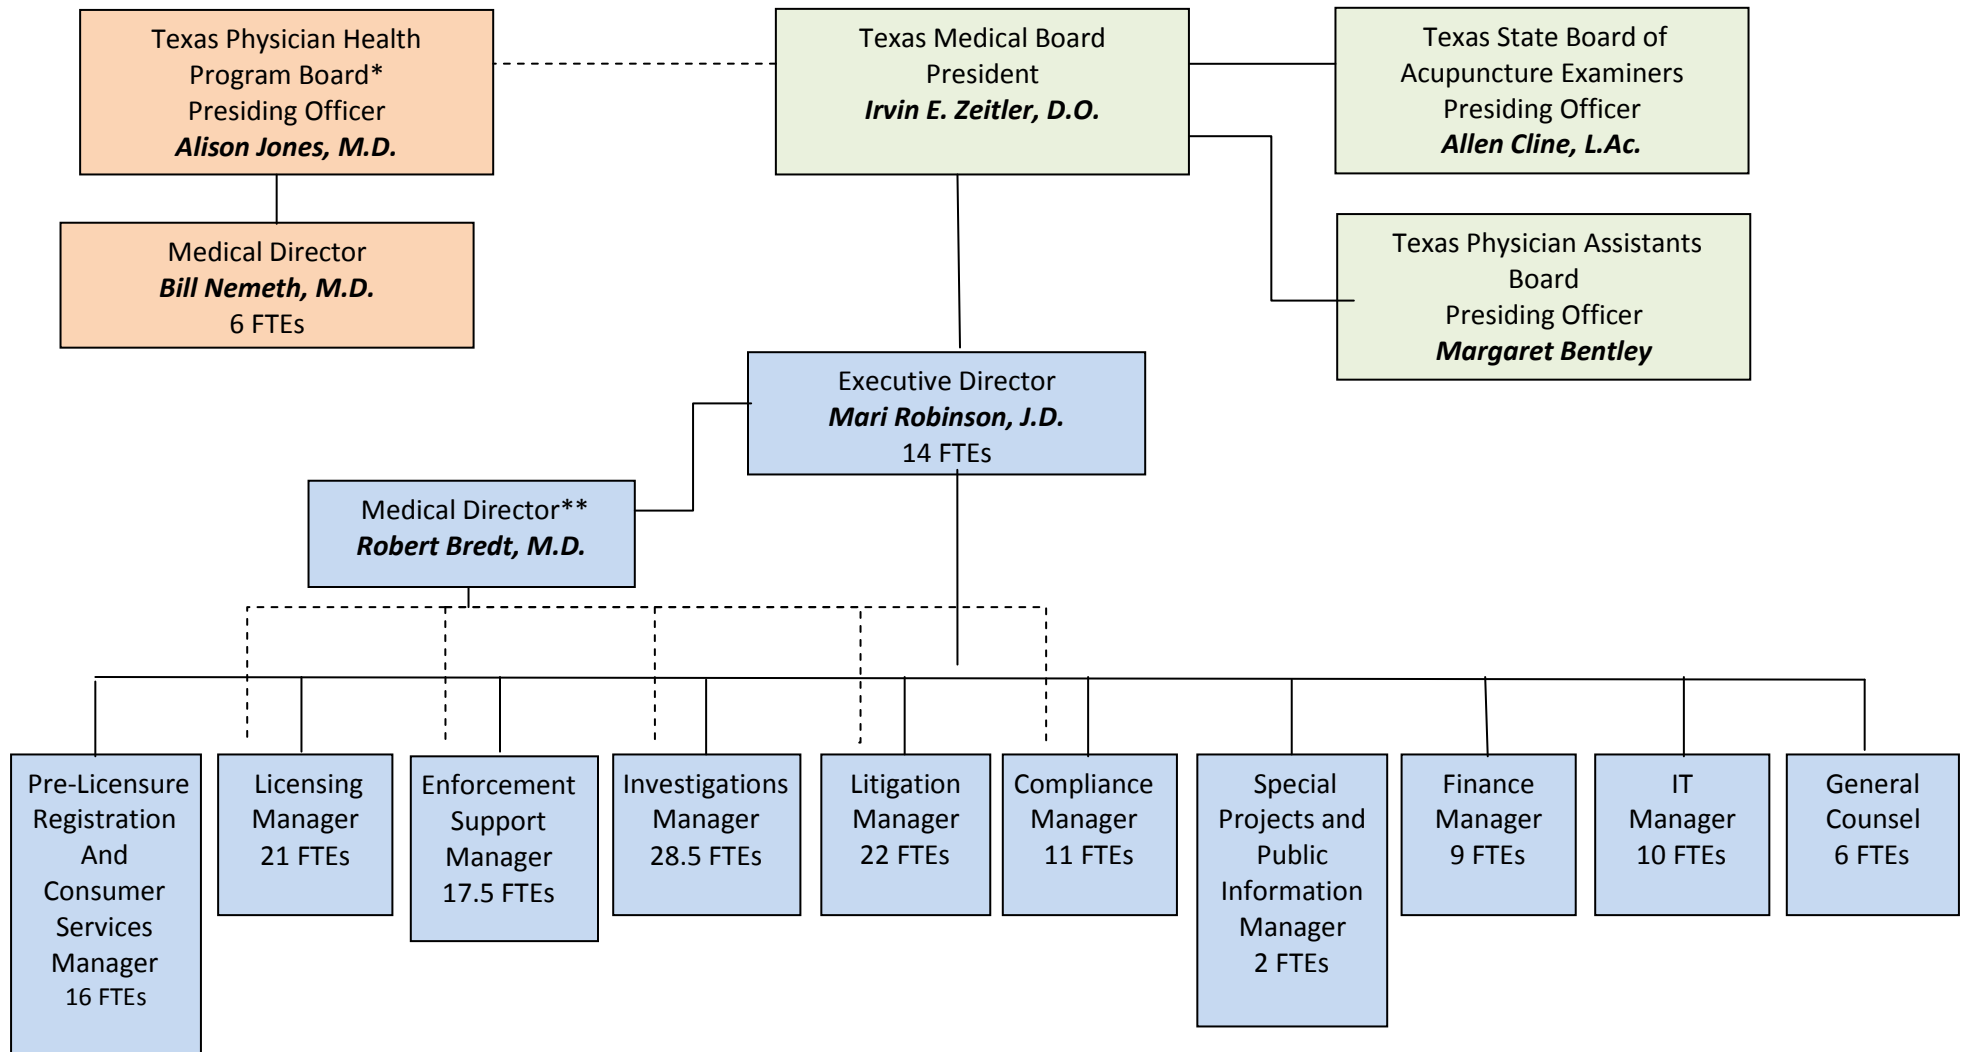 Texas Physician Health
Program Board*
Presiding Officer
Alison Jones, M.D.
Texas Medical Board
President
Irvin E. Zeitler, D.O.
Texas State Board of
Acupuncture Examiners
Presiding Officer
Allen Cline, L.Ac.
Medical Director
Bill Nemeth, M.D.
6 FTEs
Texas Physician Assistants
Board
Presiding Officer
Margaret Bentley
Executive Director
Mari Robinson, J.D.
14 FTEs
Medical Director**
Robert Bredt, M.D.
Pre-Licensure
Registration
And
Consumer
Services
Manager
16 FTEs
Licensing
Manager
21 FTEs
Enforcement
Support
Manager
17.5 FTEs
Investigations
Manager
28.5 FTEs
Litigation
Manager
22 FTEs
Compliance
Manager
11 FTEs
Special
Projects and
Public
Information
Manager
2 FTEs
Finance
Manager
9 FTEs
IT
Manager
10 FTEs
General
Counsel
6 FTEs